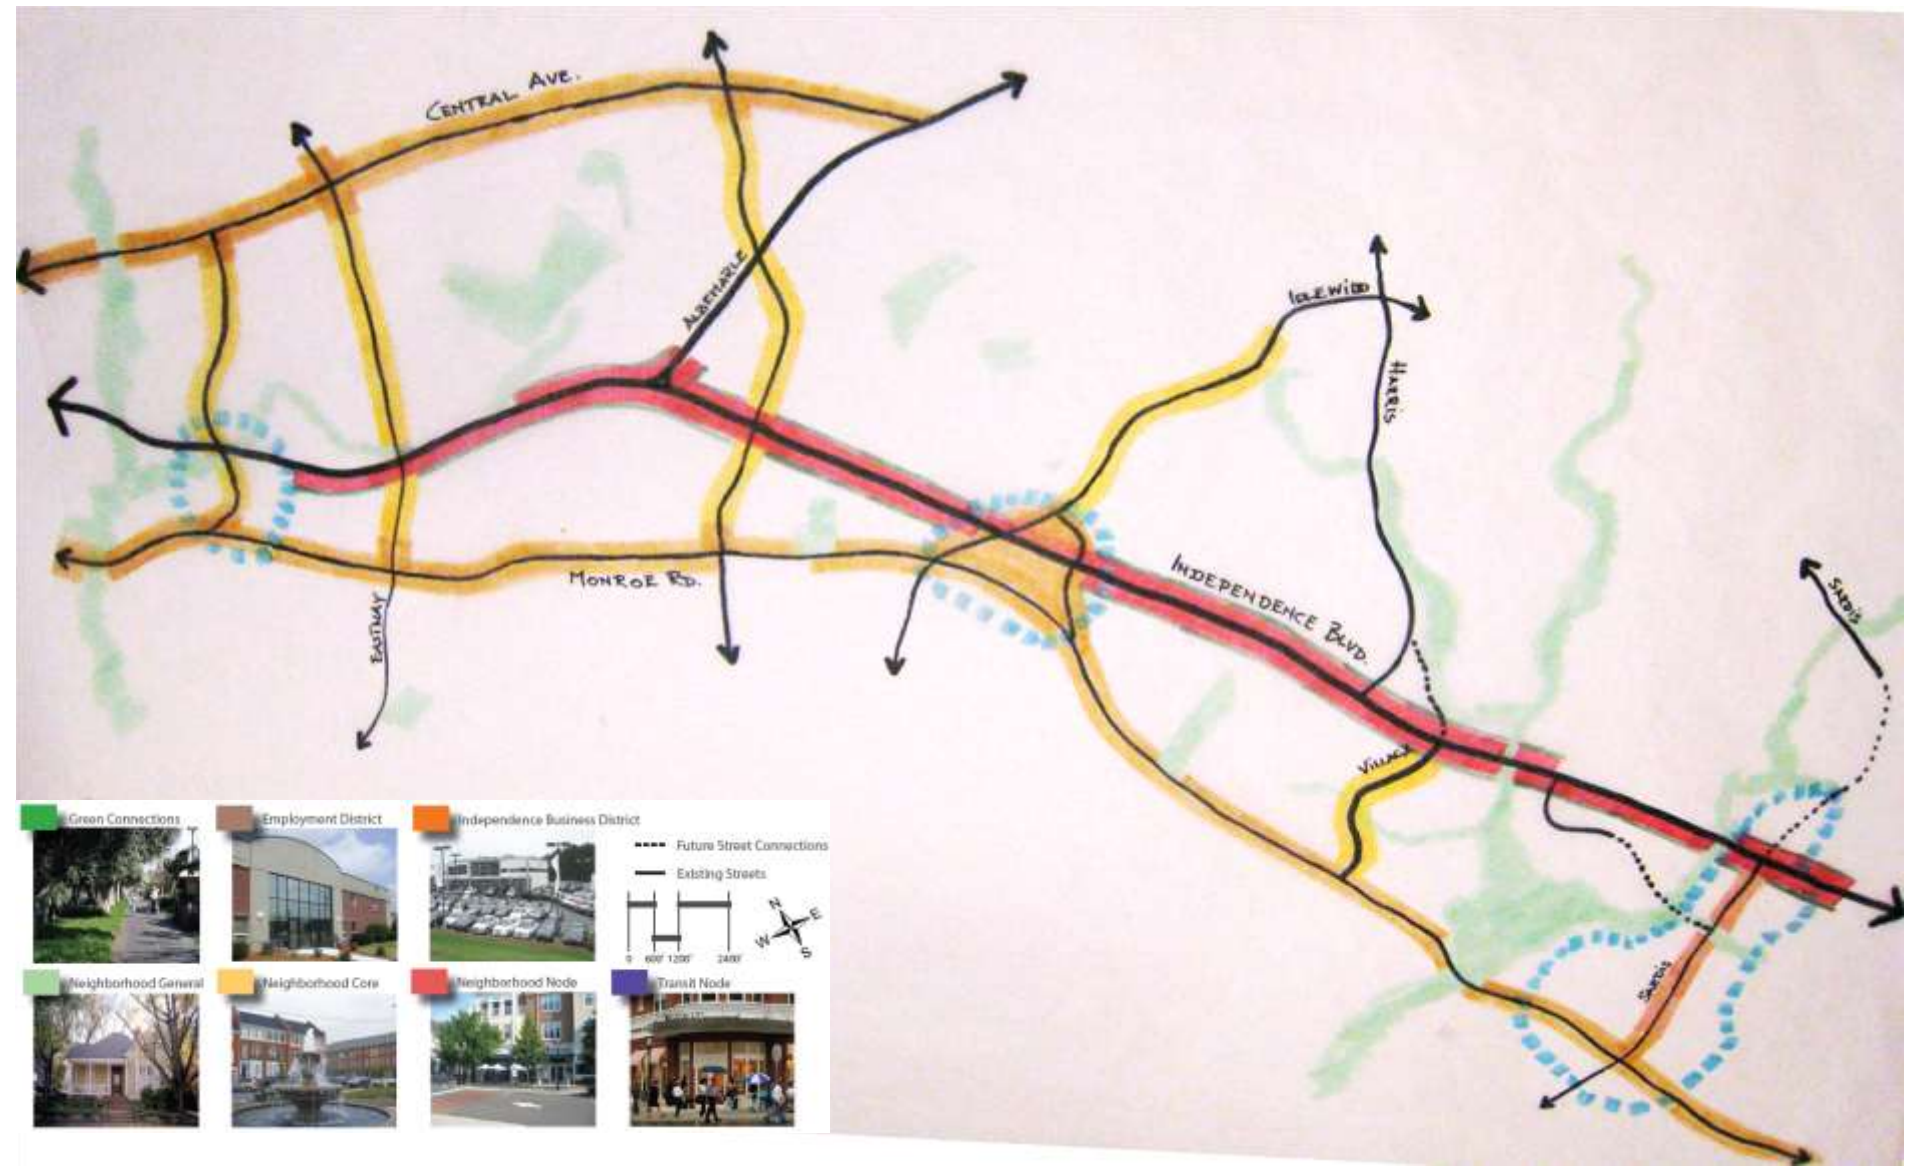 CENTRAL AVE.
ALBEMARLE
IDLEWILD
HARRIS
INDEPENDENCE BLVD.
SARDIS
MONROE RD.
EASTWAY
VILLAGE
SARDIS
Green Connections
Employment District
Independence Business District
Future Street Connections
Existing Streets
N
E
W
S
0 600' 1200' 2400'
Neighborhood General
Neighborhood Core
Neighborhood Node
Transit Node